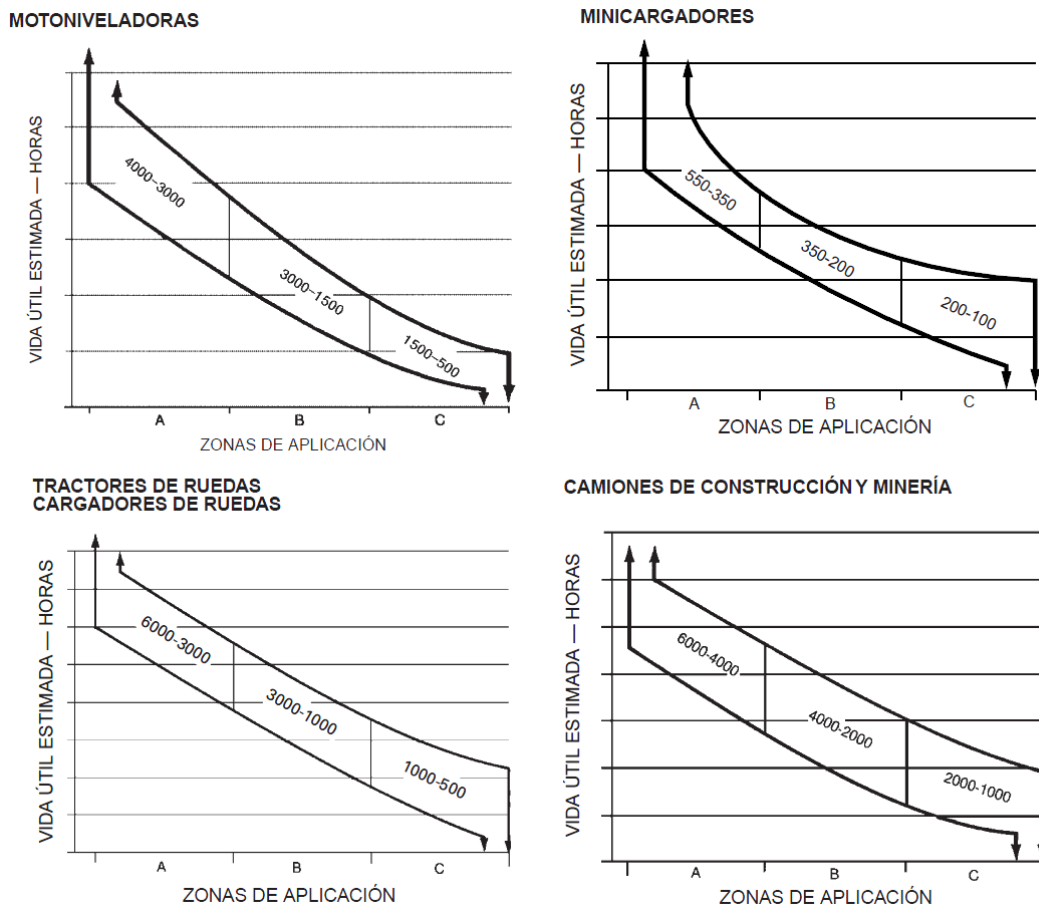 MOTONIVELADORAS
VIDA ÚTIL ESTIMADA — HORAS
4000–3000
3000–1500
1500–500
A B C
ZONAS DE APLICACIÓN
MINICARGADORES
VIDA ÚTIL ESTIMADA — HORAS
550-350
350-200
200-100
A B C
ZONAS DE APLICACIÓN
TRACTORES DE RUEDAS
CARGADORES DE RUEDAS
VIDA ÚTIL ESTIMADA — HORAS
6000-3000
3000-1000
1000-500
A B C
ZONAS DE APLICACIÓN
CAMIONES DE CONSTRUCCIÓN Y MINERÍA
VIDA ÚTIL ESTIMADA — HORAS
6000-4000
4000-2000
2000-1000
A B C
ZONAS DE APLICACIÓN